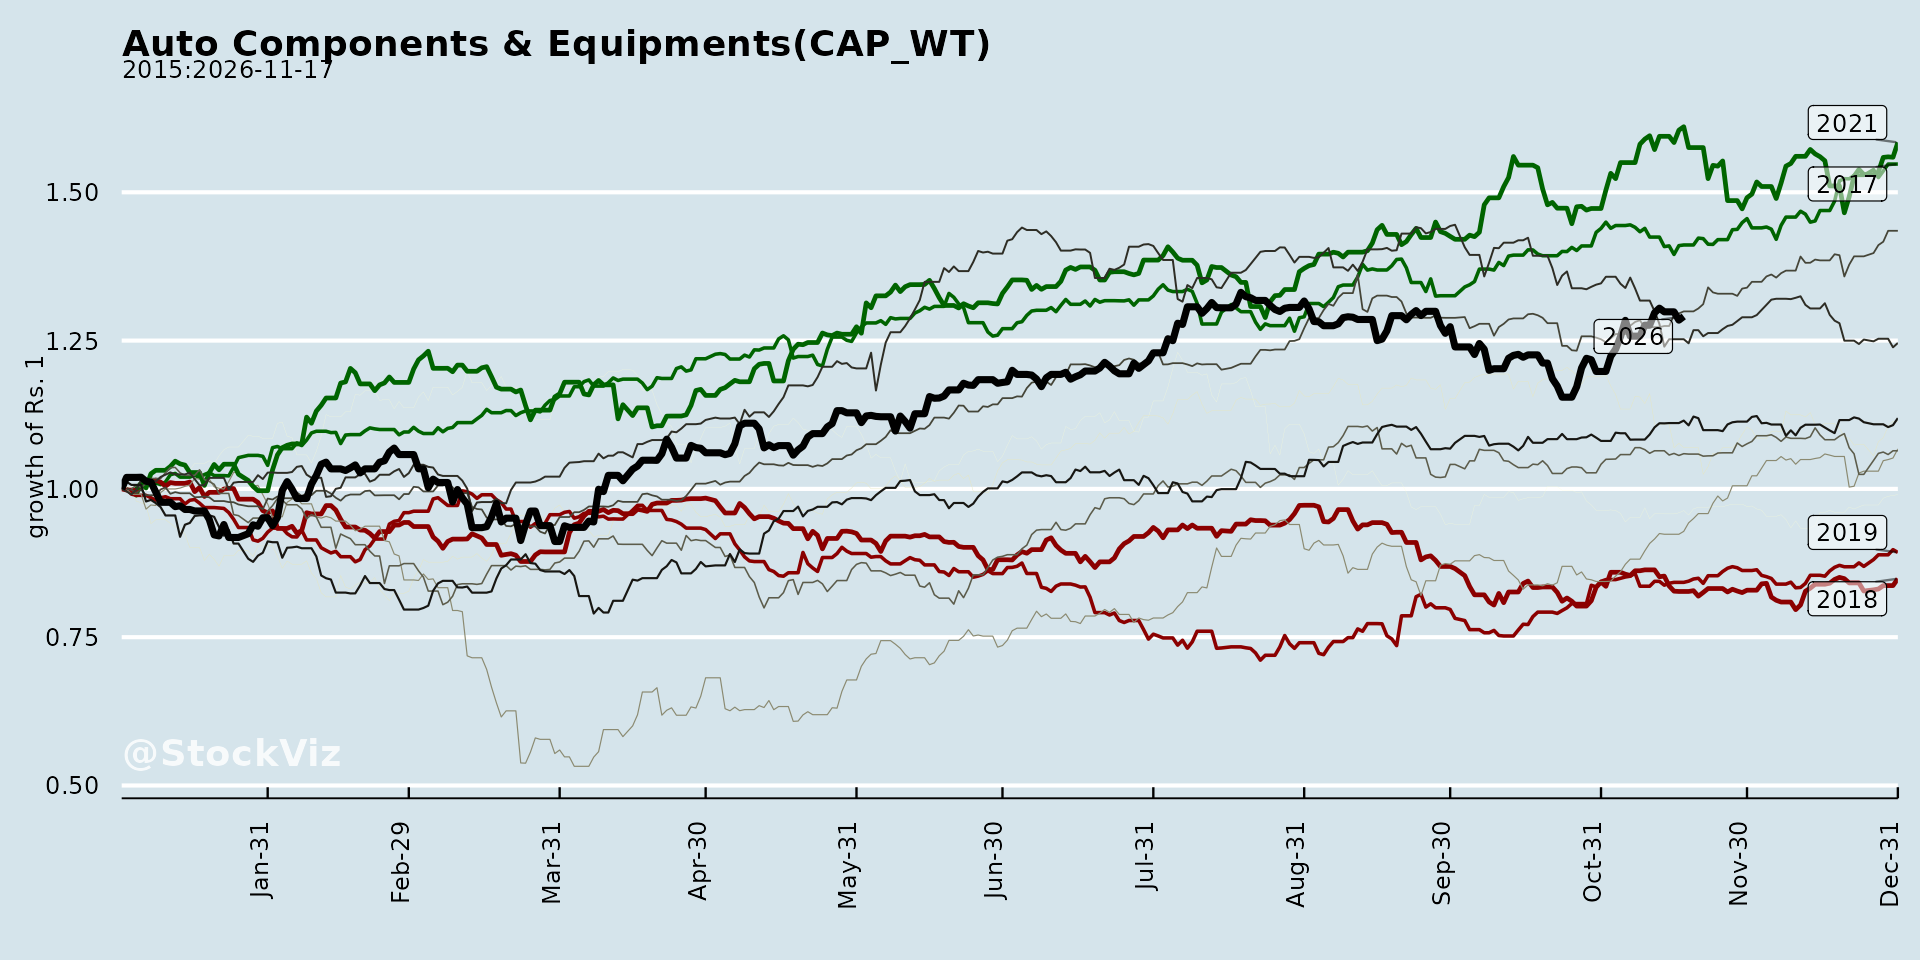 Auto Components & Equipments(CAP_WT)
2015:2026-11-17
growth of Rs. 1
1.50
1.25
1.00
0.75
0.50
2021
2017
2026
2019
2018
@StockViz
Jan-31
Feb-29
Mar-31
Apr-30
May-31
Jun-30
Jul-31
Aug-31
Sep-30
Oct-31
Nov-30
Dec-31